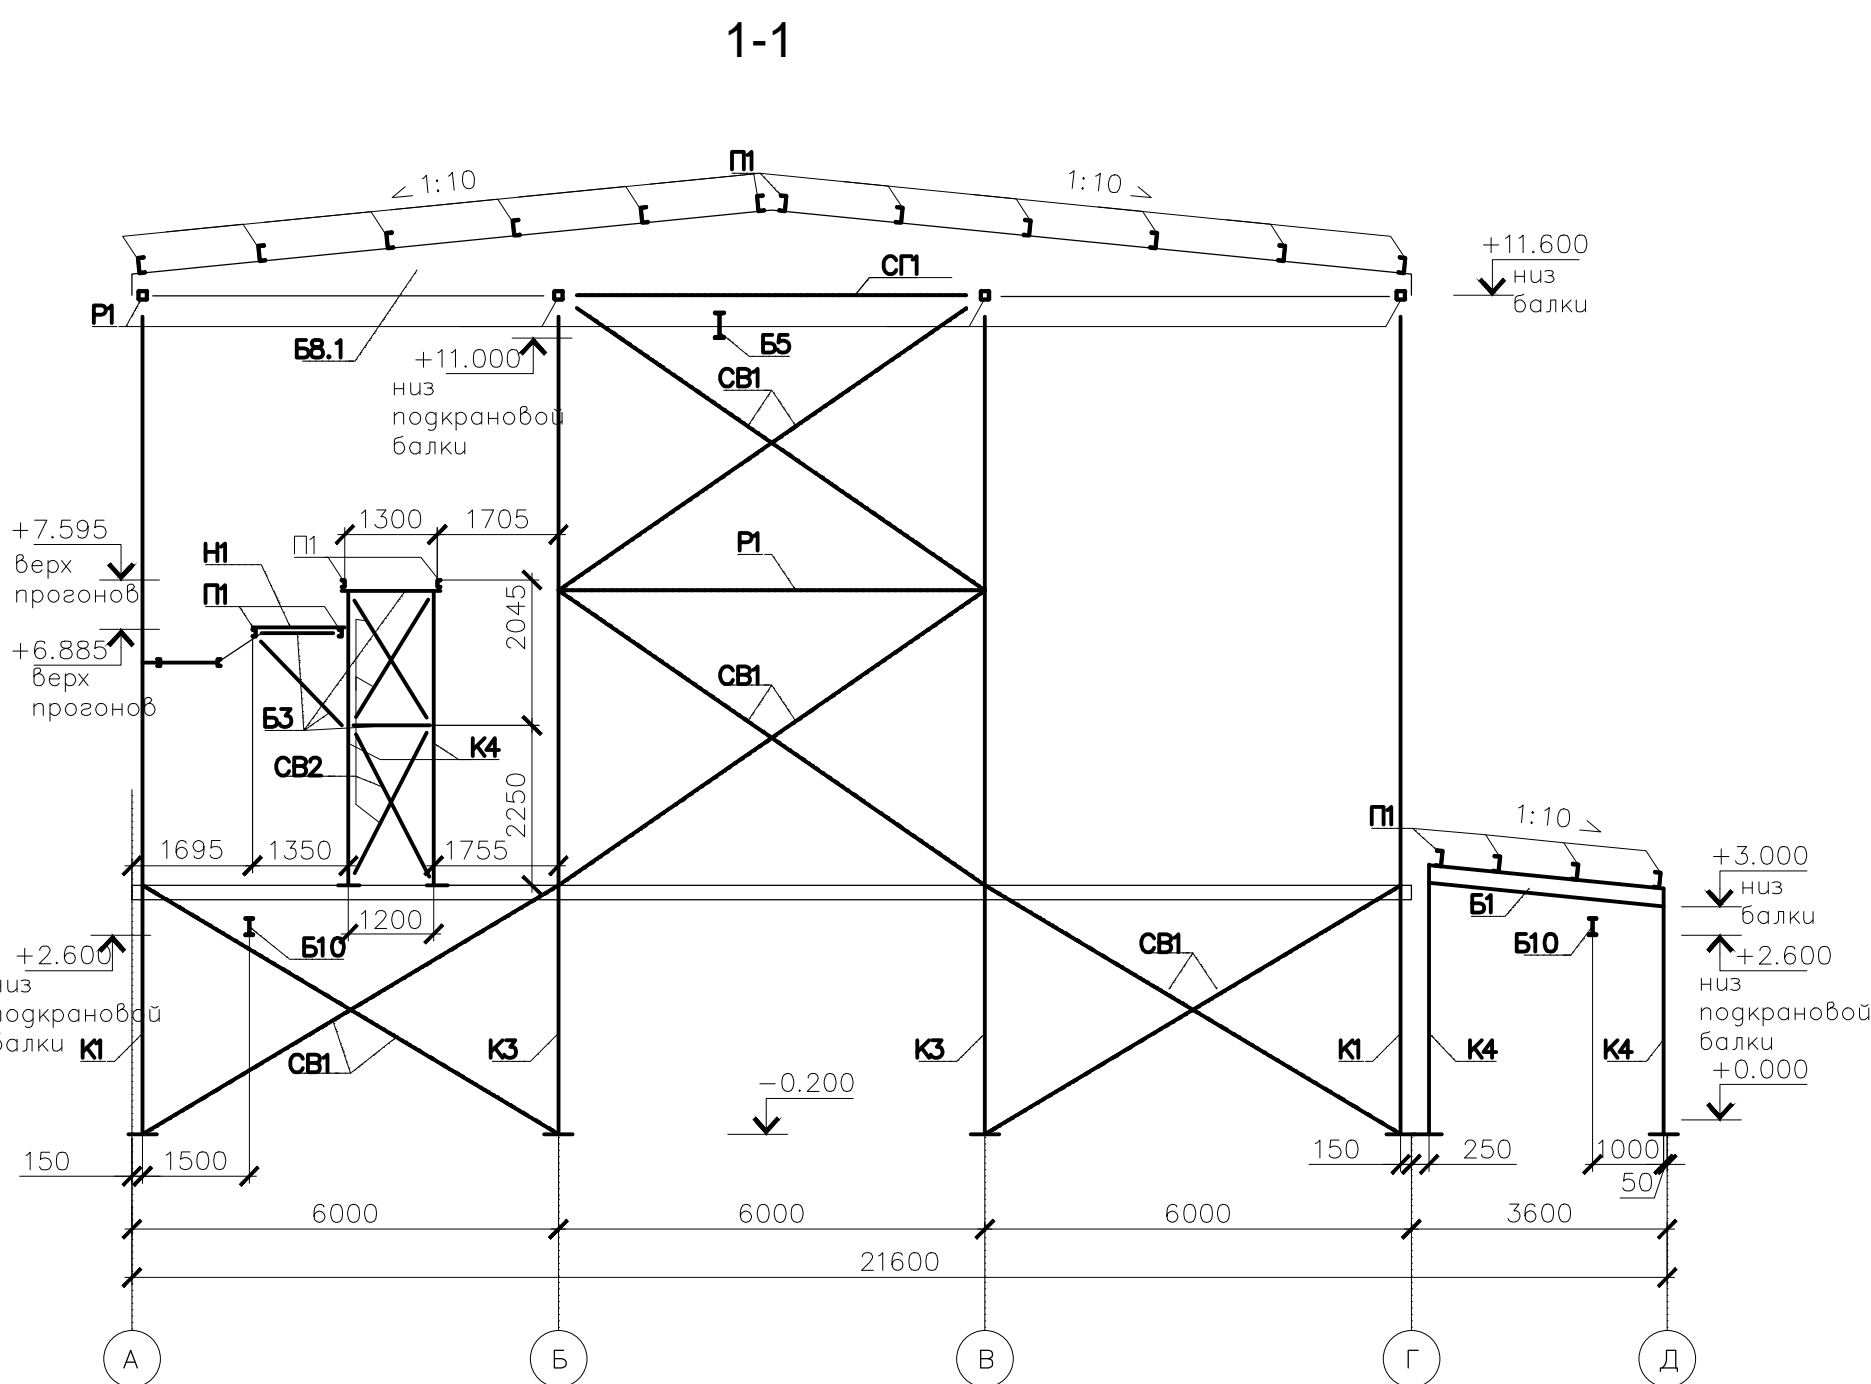 1-1
П1
1:10
1:10
СГ1
+11.600
низ
балки
Р1
Б8.1
Б5
+11.000
низ
подкрановой
балки
СВ1
+7.595
верх
прогонов
Н1
П1
1300
1705
П1
Р1
2045
+6.885
верх
прогонов
СВ1
Б3
К4
СВ2
2250
П1
1:10
1695
1350
1755
+3.000
низ
балки
Б1
1200
Б10
СВ1
Б10
+2.600
низ
подкрановой
балки
+2.600
низ
подкрановой
балки
К1
СВ1
К3
К3
К1
К4
К4
+0.000
-0.200
150
1500
150
250
1000
50
6000
6000
6000
3600
21600
А
Б
В
Г
Д